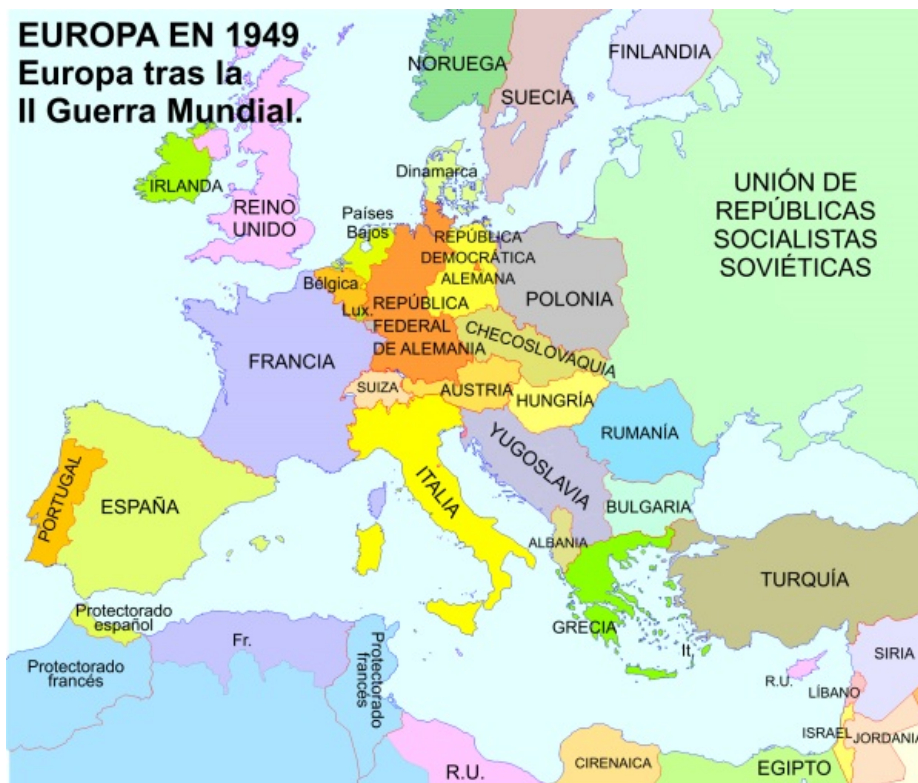 EUROPA EN 1949
Europa tras la
II Guerra Mundial.
NORUEGA
SUECIA
FINLANDIA
IRLANDA
REINO
UNIDO
Dinamarca
Países
Bajos
Bélgica
Lux.
REPÚBLICA
DEMOCRÁTICA
ALEMANA
REPÚBLICA
FEDERAL
DE ALEMANIA
POLONIA
UNIÓN DE
REPÚBLICAS
SOCIALISTAS
SOVIÉTICAS
CHECOSLOVAQUIA
FRANCIA
SUIZA
AUSTRIA
HUNGRÍA
RUMANÍA
YUGOSLAVIA
ITALIA
BULGARIA
PORTUGAL
ESPAÑA
ALBANIA
TURQUÍA
GRECIA
It.
Protectorado
español
Protectorado
francés
Fr.
Protectorado
francés
R.U.
SIRIA
LÍBANO
ISRAEL
JORDANIA
R.U.
CIRENAICA
EGIPTO